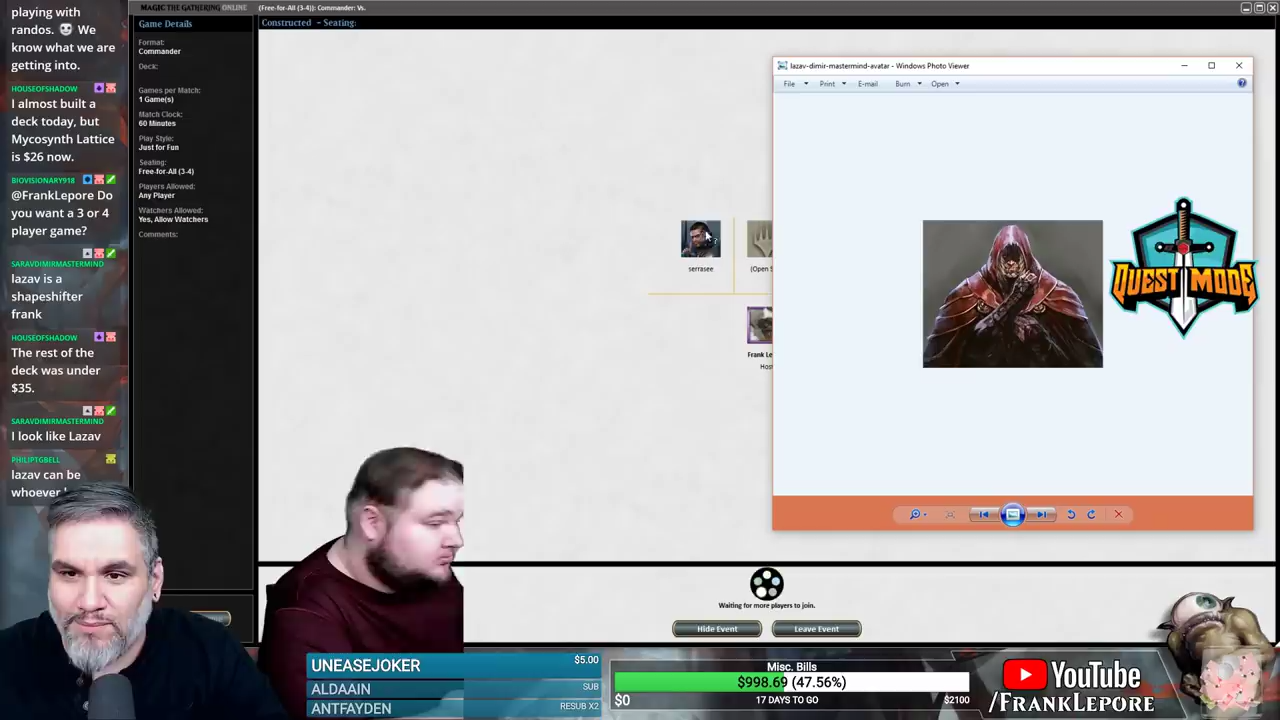 playing with
randos. We
know what we are
getting into.
HOUSEOFSHADOW
I almost built a
deck today, but
Mycosynth Lattice
is $26 now.
BIOVISIONARY918
@FrankLepore Do
you want a 3 or 4
player game?
SARAVDIMIRMASTERMIND
lazav is a
shapeshifter
frank
HOUSEOFSHADOW
The rest of the
deck was under
$35.
SARAVDIMIRMASTERMIND
I look like Lazav
PHILIPTGBELL
lazav can be
whoever
MAGIC THE GATHERING ONLINE
(Free-for-All (3-4)): Commander: Vs.
Game Details
Format:
Commander
Deck:
Games per Match:
1 Game(s)
Match Clock:
60 Minutes
Play Style:
Just for Fun
Seating:
Free-for-All (3-4)
Players Allowed:
Any Player
Watchers Allowed:
Yes, Allow Watchers
Comments:
Constructed - Seating:
serrasee
(Open S
Frank Le
Hos
lazav-dimir-mastermind-avatar - Windows Photo Viewer
File Print E-mail Burn Open
QUEST MODE
Waiting for more players to join.
Hide Event
Leave Event
UNEASEJOKER $5.00
ALDAAIN SUB
ANTFAYDEN RESUB X2
Misc. Bills
$998.69 (47.56%)
$0 17 DAYS TO GO $2100
YouTube
/FRANKLEPORE